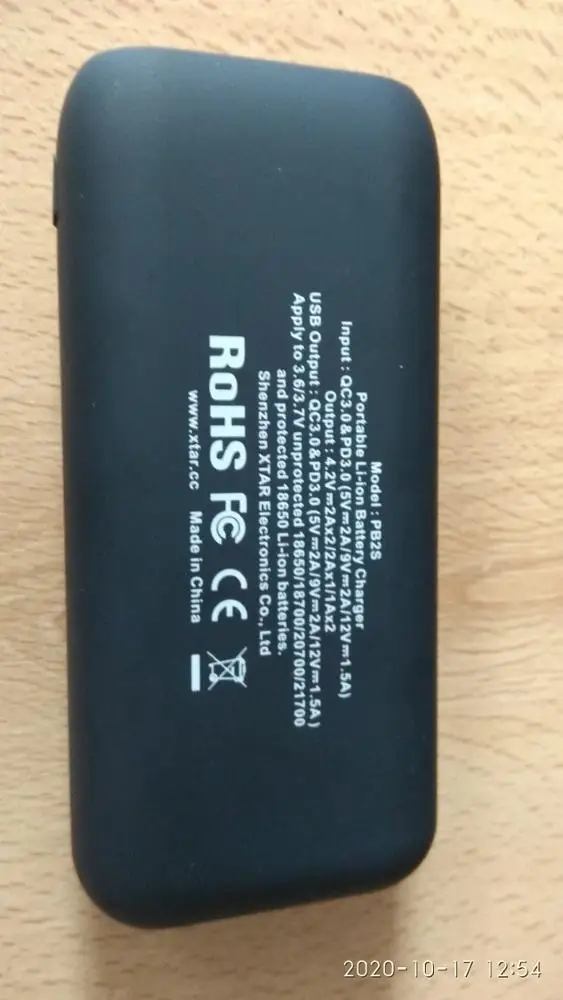 Model : PB2S
Portable Li-ion Battery Charger
Input : QC3.0&PD3.0 (5V⎓2A/9V⎓2A/12V⎓1.5A)
Output : 4.2V⎓2Ax2/2Ax1/1Ax2
USB Output : QC3.0&PD3.0 (5V⎓2A/9V⎓2A/12V⎓1.5A)
Apply to 3.6/3.7V unprotected 18650/18700/20700/21700
and protected 18650 Li-ion batteries.
Shenzhen XTAR Electronics Co., Ltd
RoHS FC CE
www.xtar.cc Made in China
2020-10-17 12:54